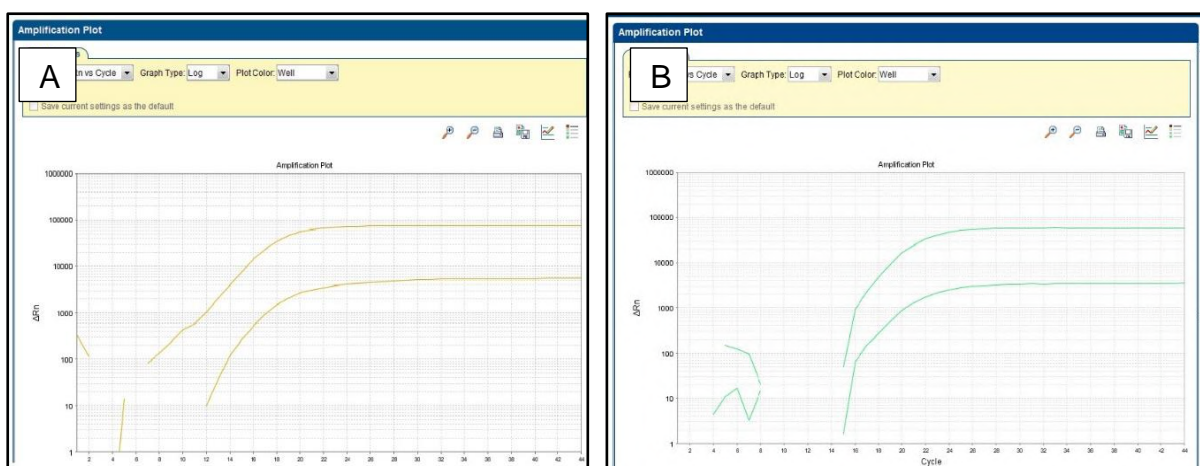 Amplification Plot
A
n vs Cycle Graph Type: Log Plot Color: Well
Save current settings as the default
Amplification Plot
1000000
100000
10000
1000
100
10
1
ΔRn
2 4 6 8 10 12 14 16 18 20 22 24 26 28 30 32 34 36 38 40 42 44
Amplification Plot
B
vs Cycle Graph Type: Log Plot Color: Well
Save current settings as the default
Amplification Plot
1000000
100000
10000
1000
100
10
1
ΔRn
2 4 6 8 10 12 14 16 18 20 22 24 26 28 30 32 34 36 38 40 42 44
Cycle